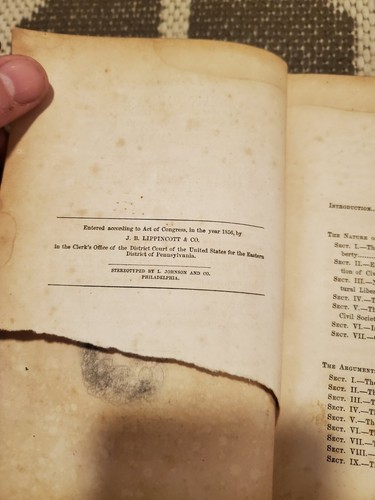 Entered according to Act of Congress, in the year 1856, by
J. B. LIPPINCOTT & CO.
in the Clerk's Office of the District Court of the United States for the Eastern
District of Pennsylvania.
STEREOTYPED BY L. JOHNSON AND CO.
PHILADELPHIA.
INTRODUCTION..
THE NATURE O
SECT. I.—Th
berty
SECT. II.—E
tion of Civ
SECT. III.—
tural Liber
SECT. IV.—T
SECT. V.—Th
Civil Societ
SECT. VI.—I
SECT. VII.—
THE ARGUMENT
SECT. I.—The
SECT. II.—Th
SECT. III.—T
SECT. IV.—T
SECT. V.—Th
SECT. VI.—Th
SECT. VII.—T
SECT. VIII.—
SECT. IX.—T